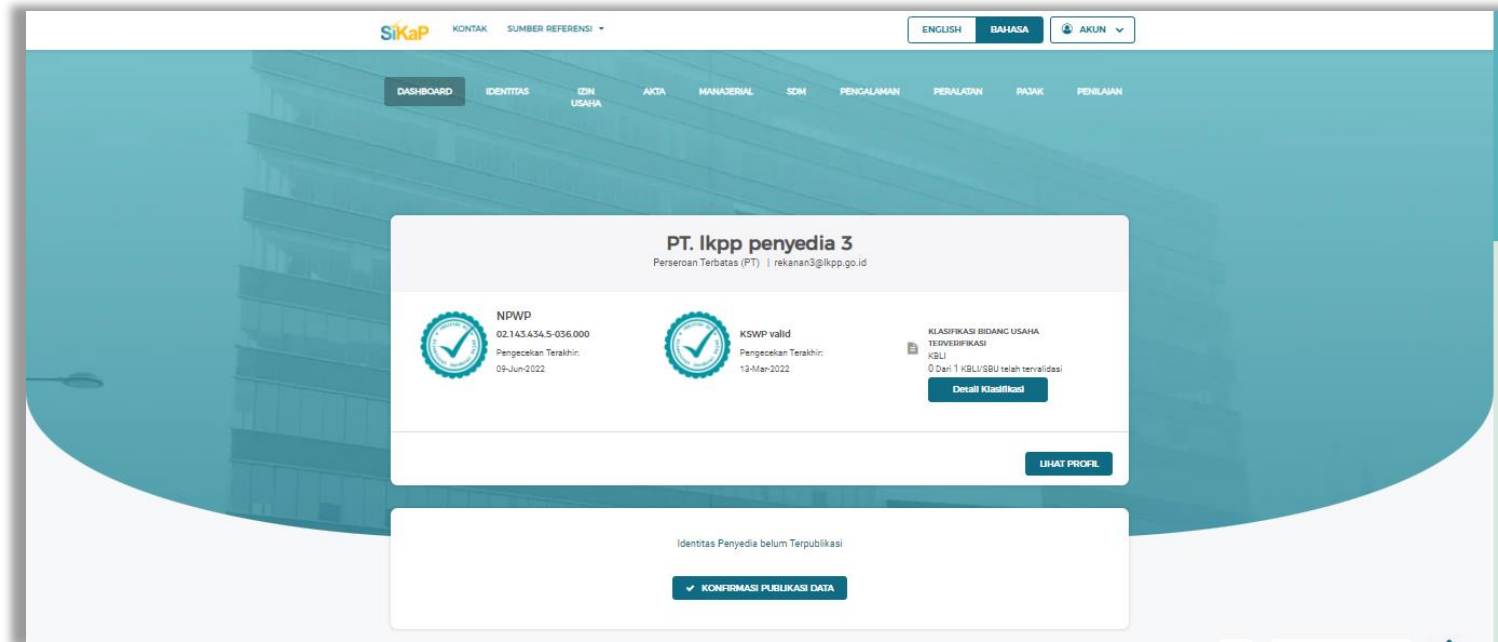 SiKaP KONTAK SUMBER REFERENSI ENGLISH BAHASA AKUN
DASHBOARD IDENTITAS IZIN USAHA AKTA MANAJERIAL SDM PENGALAMAN PERALATAN PAJAK PENILAIAN
PT. lkpp penyedia 3
Perseroan Terbatas (PT) | rekanan3@lkpp.go.id
NPWP
02.143.434.5-036.000
Pengecekan Terakhir:
09-Jun-2022
KSWP valid
Pengecekan Terakhir:
13-Mar-2022
KLASIFIKASI BIDANG USAHA
TERVERIFIKASI
KBLI
0 Dari 1 KBLI/SBU telah tervalidasi
Detail Klasifikasi
LIHAT PROFIL
Identitas Penyedia belum Terpublikasi
KONFIRMASI PUBLIKASI DATA